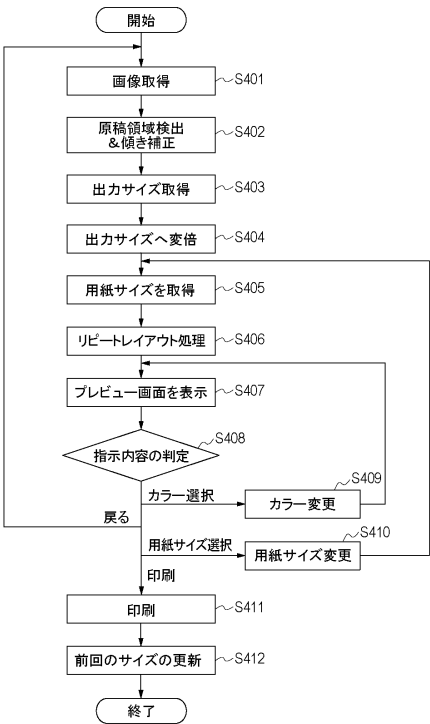 開始
画像取得
S401
原稿領域検出
&傾き補正
S402
出力サイズ取得
S403
出力サイズへ変倍
S404
用紙サイズを取得
S405
リピートレイアウト処理
S406
プレビュー画面を表示
S407
指示内容の判定
S408
カラー選択
カラー変更
S409
戻る
用紙サイズ選択
用紙サイズ変更
S410
印刷
印刷
S411
前回のサイズの更新
S412
終了